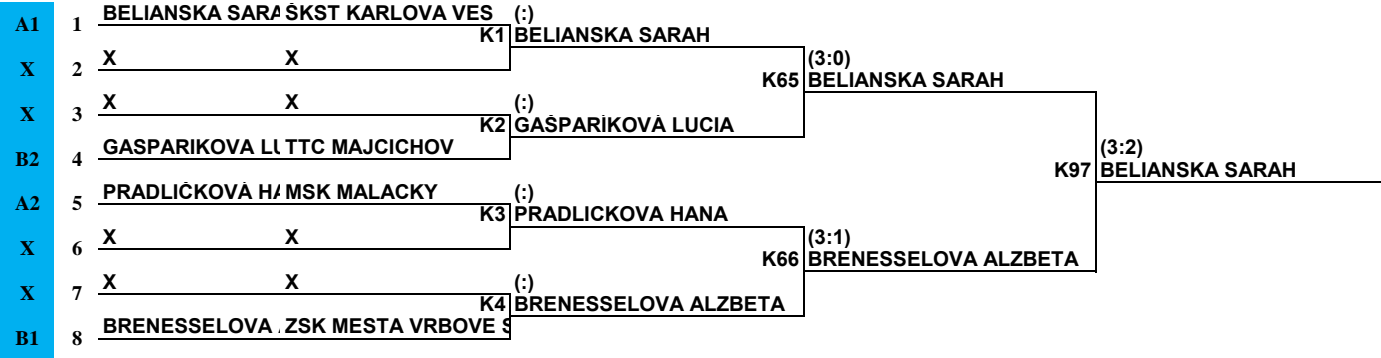 A1 1 BELIANSKA SARA ŠKST KARLOVA VES (:)
K1 BELIANSKA SARAH
X 2 X X (3:0)
K65 BELIANSKA SARAH
X 3 X X (:)
K2 GAŠPARÍKOVÁ LUCIA
B2 4 GASPARIKOVA LU TTC MAJCICHOV (3:2)
K97 BELIANSKA SARAH
A2 5 PRADLIČKOVÁ HA MSK MALACKY (:)
K3 PRADLICKOVA HANA
X 6 X X (3:1)
K66 BRENESSELOVA ALZBETA
X 7 X X (:)
K4 BRENESSELOVA ALZBETA
B1 8 BRENESSELOVA ZSK MESTA VRBOVE S